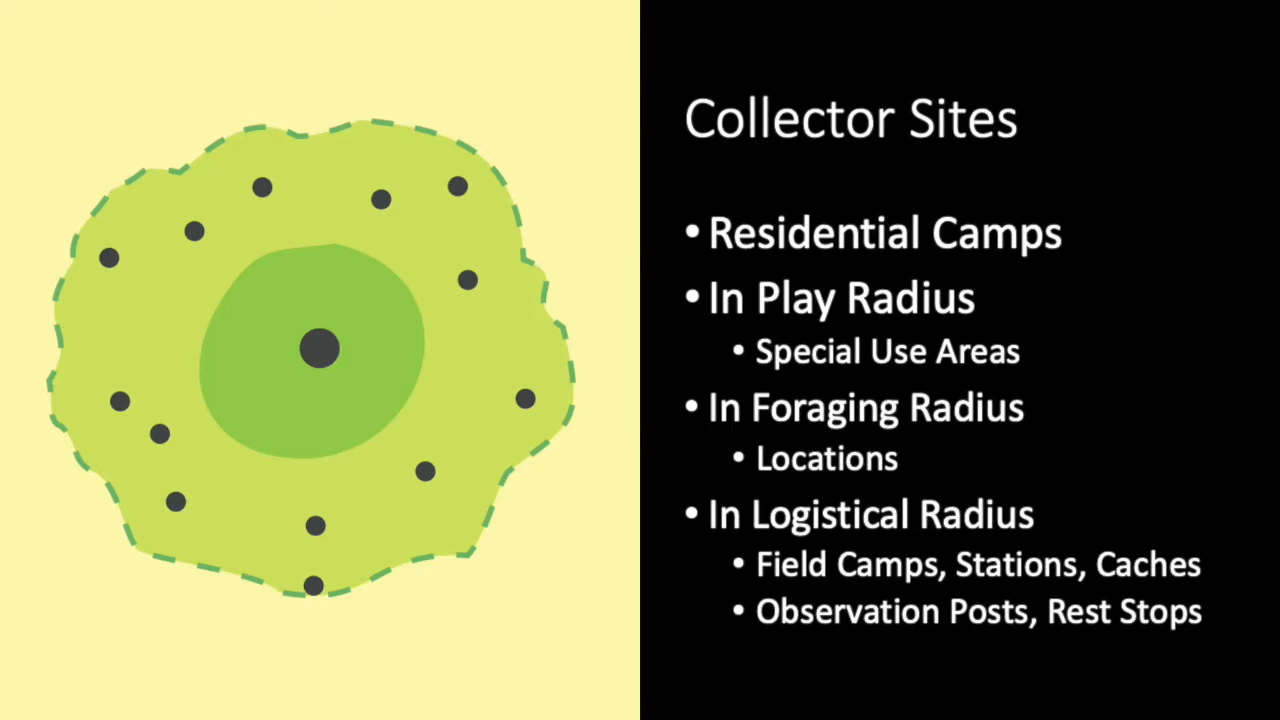 Collector Sites
• Residential Camps
• In Play Radius
• Special Use Areas
• In Foraging Radius
• Locations
• In Logistical Radius
• Field Camps, Stations, Caches
• Observation Posts, Rest Stops